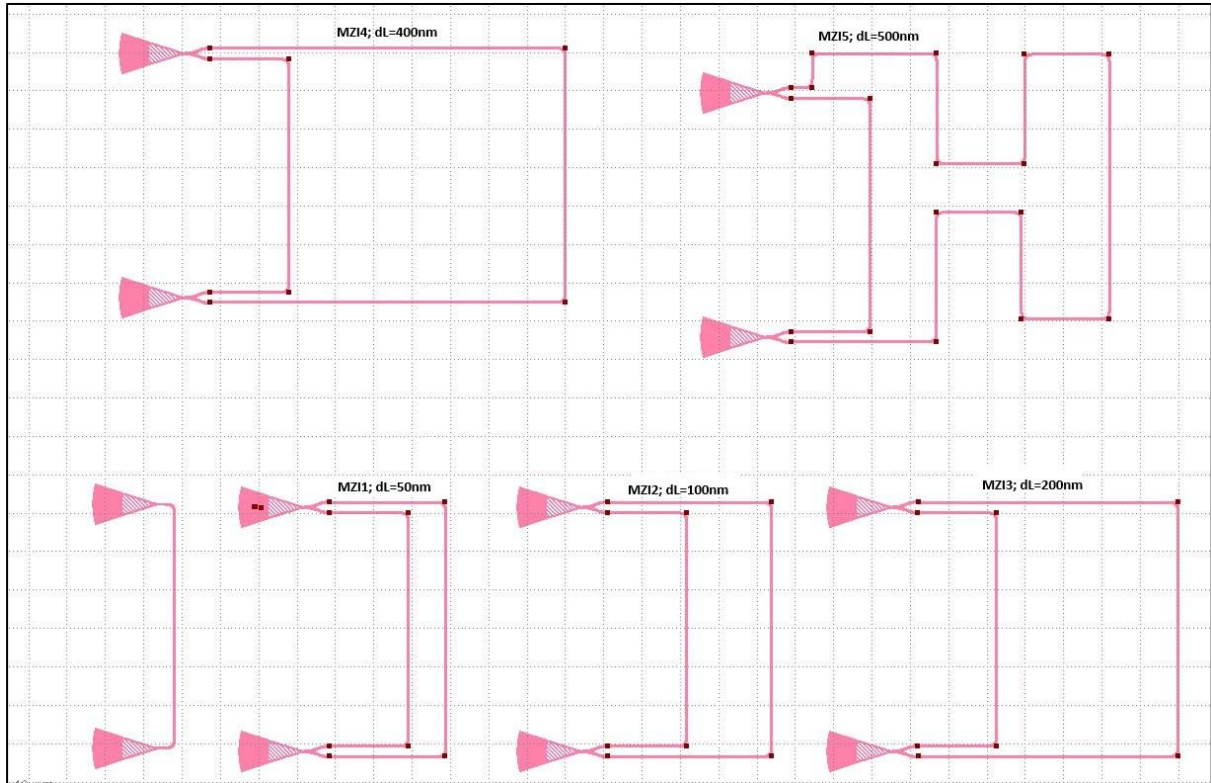 MZI4; dL=400nm
MZI5; dL=500nm
MZI1; dL=50nm
MZI2; dL=100nm
MZI3; dL=200nm